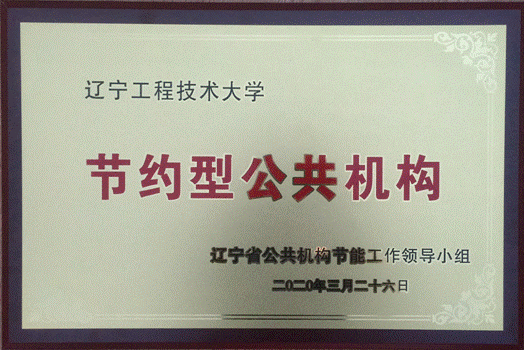 辽宁工程技术大学
节约型公共机构
辽宁省公共机构节能工作领导小组
二〇二〇年三月二十六日